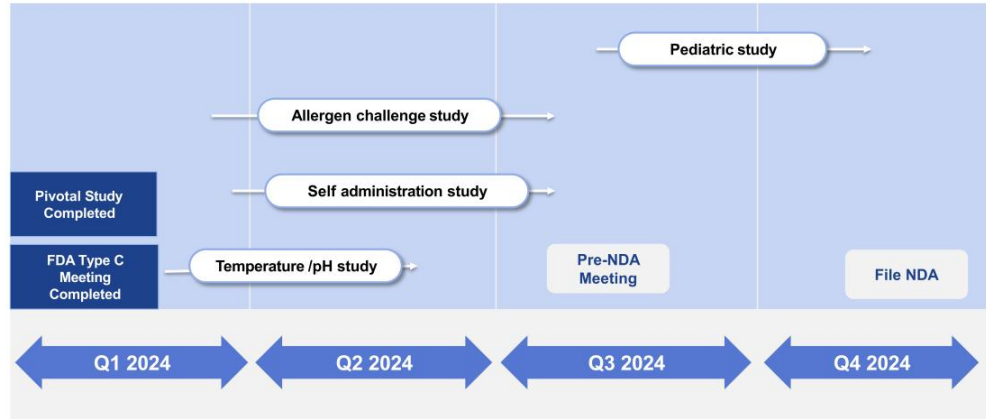 Pediatric study
Allergen challenge study
Self administration study
Pivotal Study
Completed
FDA Type C
Meeting
Completed
Temperature /pH study
Pre-NDA
Meeting
File NDA
Q1 2024
Q2 2024
Q3 2024
Q4 2024